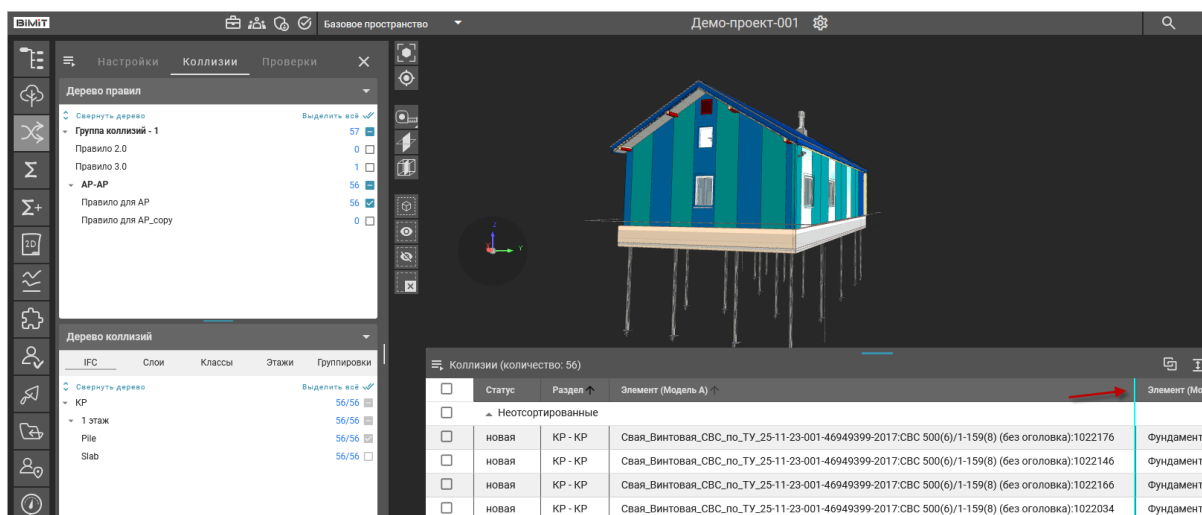 BIMIT
Базовое пространство
Демо-проект-001
Настройки Коллизии Проверки
Дерево правил
Свернуть дерево Выделить всё
Группа коллизий - 1 57
Правило 2.0 0
Правило 3.0 1
АР-АР 56
Правило для АР 56
Правило для АР_copy 0
2D
Z
Y
Дерево коллизий
IFC Слои Классы Этажи Группировки
Свернуть дерево Выделить всё
КР 56/56
1 этаж 56/56
Pile 56/56
Slab 56/56
Коллизии (количество: 56)
Статус Раздел Элемент (Модель А) Элемент (Мо
Неотсортированные
новая КР - КР Свая_Винтовая_СВС_по_ТУ_25-11-23-001-46949399-2017:СВС 500(6)/1-159(8) (без оголовка):1022176 Фундамент
новая КР - КР Свая_Винтовая_СВС_по_ТУ_25-11-23-001-46949399-2017:СВС 500(6)/1-159(8) (без оголовка):1022146 Фундамент
новая КР - КР Свая_Винтовая_СВС_по_ТУ_25-11-23-001-46949399-2017:СВС 500(6)/1-159(8) (без оголовка):1022166 Фундамент
новая КР - КР Свая_Винтовая_СВС_по_ТУ_25-11-23-001-46949399-2017:СВС 500(6)/1-159(8) (без оголовка):1022034 Фундамент